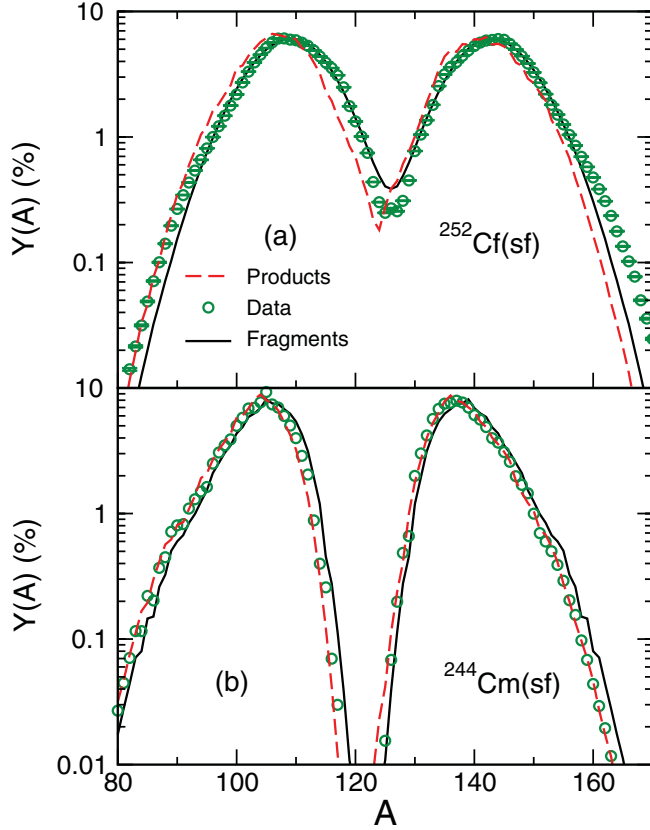 10
1
0.1
Y(A) (%)
(a)
²⁵²Cf(sf)
Products
Data
Fragments
10
1
0.1
0.01
Y(A) (%)
(b)
²⁴⁴Cm(sf)
80
100
120
140
160
A